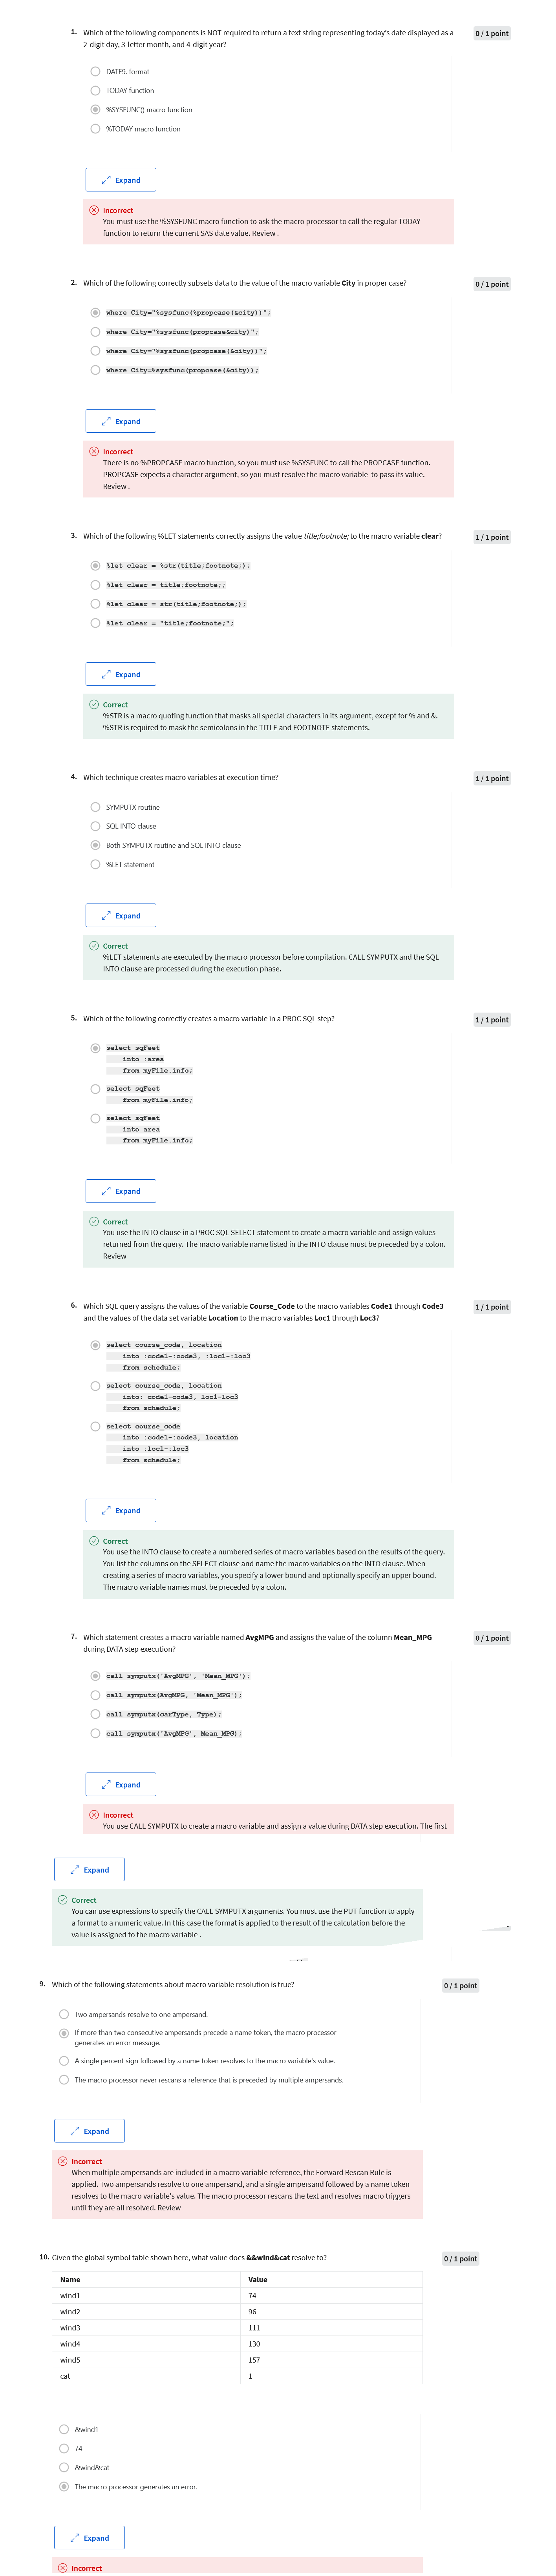 1. Which of the following components is NOT required to return a text string representing today's date displayed as a
2-digit day, 3-letter month, and 4-digit year?
0 / 1 point
DATE9. format
TODAY function
%SYSFUNC() macro function
%TODAY macro function
Expand
Incorrect
You must use the %SYSFUNC macro function to ask the macro processor to call the regular TODAY
function to return the current SAS date value. Review .
2. Which of the following correctly subsets data to the value of the macro variable City in proper case?
0 / 1 point
where City="%sysfunc(%propcase(&city))";
where City="%sysfunc(propcase&city)";
where City="%sysfunc(propcase(&city))";
where City=%sysfunc(propcase(&city));
Expand
Incorrect
There is no %PROPCASE macro function, so you must use %SYSFUNC to call the PROPCASE function.
PROPCASE expects a character argument, so you must resolve the macro variable to pass its value.
Review .
3. Which of the following %LET statements correctly assigns the value title;footnote; to the macro variable clear?
1 / 1 point
%let clear = %str(title;footnote;);
%let clear = title;footnote;;
%let clear = str(title;footnote;);
%let clear = "title;footnote;";
Expand
Correct
%STR is a macro quoting function that masks all special characters in its argument, except for % and &.
%STR is required to mask the semicolons in the TITLE and FOOTNOTE statements.
4. Which technique creates macro variables at execution time?
1 / 1 point
SYMPUTX routine
SQL INTO clause
Both SYMPUTX routine and SQL INTO clause
%LET statement
Expand
Correct
%LET statements are executed by the macro processor before compilation. CALL SYMPUTX and the SQL
INTO clause are processed during the execution phase.
5. Which of the following correctly creates a macro variable in a PROC SQL step?
1 / 1 point
select sqFeet
into :area
from myFile.info;
select sqFeet
from myFile.info;
select sqFeet
into area
from myFile.info;
Expand
Correct
You use the INTO clause in a PROC SQL SELECT statement to create a macro variable and assign values
returned from the query. The macro variable name listed in the INTO clause must be preceded by a colon.
Review
6. Which SQL query assigns the values of the variable Course_Code to the macro variables Code1 through Code3
and the values of the data set variable Location to the macro variables Loc1 through Loc3?
1 / 1 point
select course_code, location
into :code1-:code3, :loc1-:loc3
from schedule;
select course_code, location
into: code1-code3, loc1-loc3
from schedule;
select course_code
into :code1-:code3, location
into :loc1-:loc3
from schedule;
Expand
Correct
You use the INTO clause to create a numbered series of macro variables based on the results of the query.
You list the columns on the SELECT clause and name the macro variables on the INTO clause. When
creating a series of macro variables, you specify a lower bound and optionally specify an upper bound.
The macro variable names must be preceded by a colon.
7. Which statement creates a macro variable named AvgMPG and assigns the value of the column Mean_MPG
during DATA step execution?
0 / 1 point
call symputx('AvgMPG', 'Mean_MPG');
call symputx(AvgMPG, 'Mean_MPG');
call symputx(carType, Type);
call symputx('AvgMPG', Mean_MPG);
Expand
Incorrect
You use CALL SYMPUTX to create a macro variable and assign a value during DATA step execution. The first
Expand
Correct
You can use expressions to specify the CALL SYMPUTX arguments. You must use the PUT function to apply
a format to a numeric value. In this case the format is applied to the result of the calculation before the
value is assigned to the macro variable .
9. Which of the following statements about macro variable resolution is true?
0 / 1 point
Two ampersands resolve to one ampersand.
If more than two consecutive ampersands precede a name token, the macro processor
generates an error message.
A single percent sign followed by a name token resolves to the macro variable's value.
The macro processor never rescans a reference that is preceded by multiple ampersands.
Expand
Incorrect
When multiple ampersands are included in a macro variable reference, the Forward Rescan Rule is
applied. Two ampersands resolve to one ampersand, and a single ampersand followed by a name token
resolves to the macro variable's value. The macro processor rescans the text and resolves macro triggers
until they are all resolved. Review
10. Given the global symbol table shown here, what value does &&wind&cat resolve to?
0 / 1 point
Name Value
wind1 74
wind2 96
wind3 111
wind4 130
wind5 157
cat 1
&wind1
74
&wind&cat
The macro processor generates an error.
Expand
Incorrect